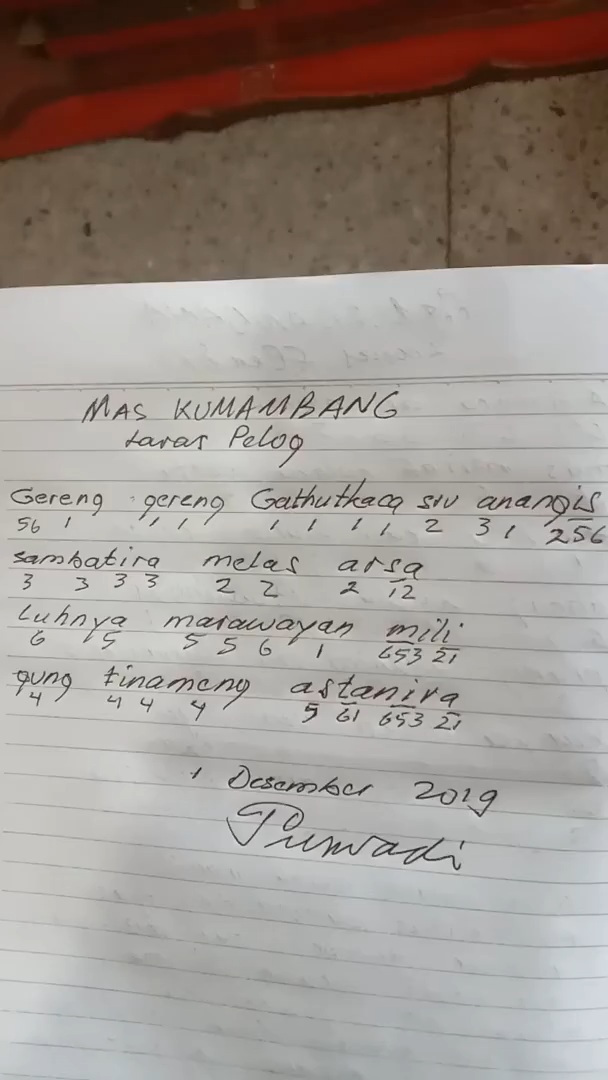 MAS KUMAMBANG
Laras Pelog
Gereng gereng Gathutkaca sru anangis
56 1 1 1 1 1 1 1 1 2 3 1 256
sambatira melas arsa
3 3 3 3 2 2 2 12
Luhnya marawayan mili
6 5 5 5 6 1 653 21
gung tinameng astanira
4 4 4 4 5 61 653 21
1 Desember 2019
Purwadi